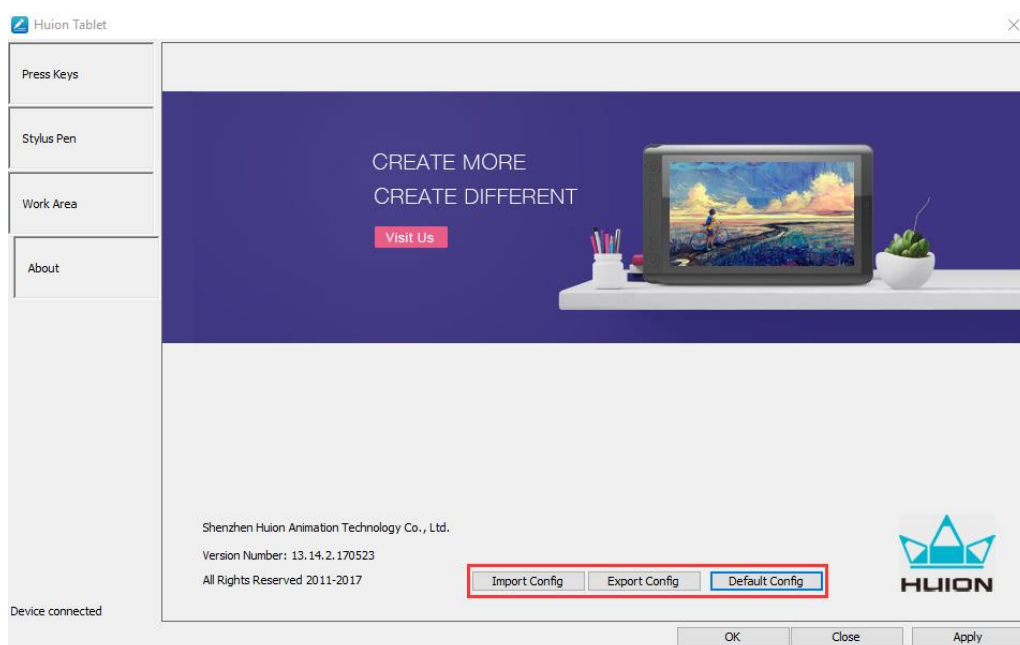 Huion Tablet
Press Keys
Stylus Pen
Work Area
About
CREATE MORE
CREATE DIFFERENT
Visit Us
Shenzhen Huion Animation Technology Co., Ltd.
Version Number: 13.14.2.170523
All Rights Reserved 2011-2017
Import Config Export Config Default Config
HUION
Device connected
OK Close Apply